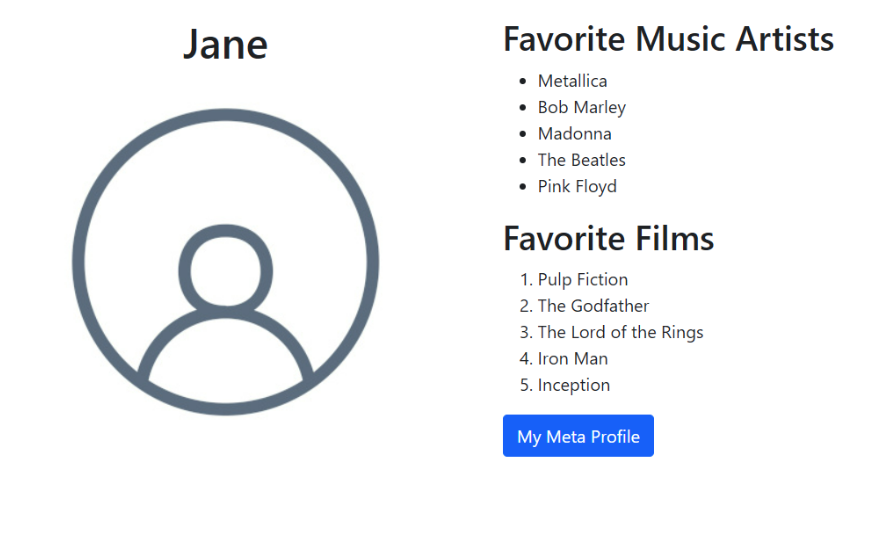 Jane
Favorite Music Artists
Metallica
Bob Marley
Madonna
The Beatles
Pink Floyd
Favorite Films
1. Pulp Fiction
2. The Godfather
3. The Lord of the Rings
4. Iron Man
5. Inception
My Meta Profile